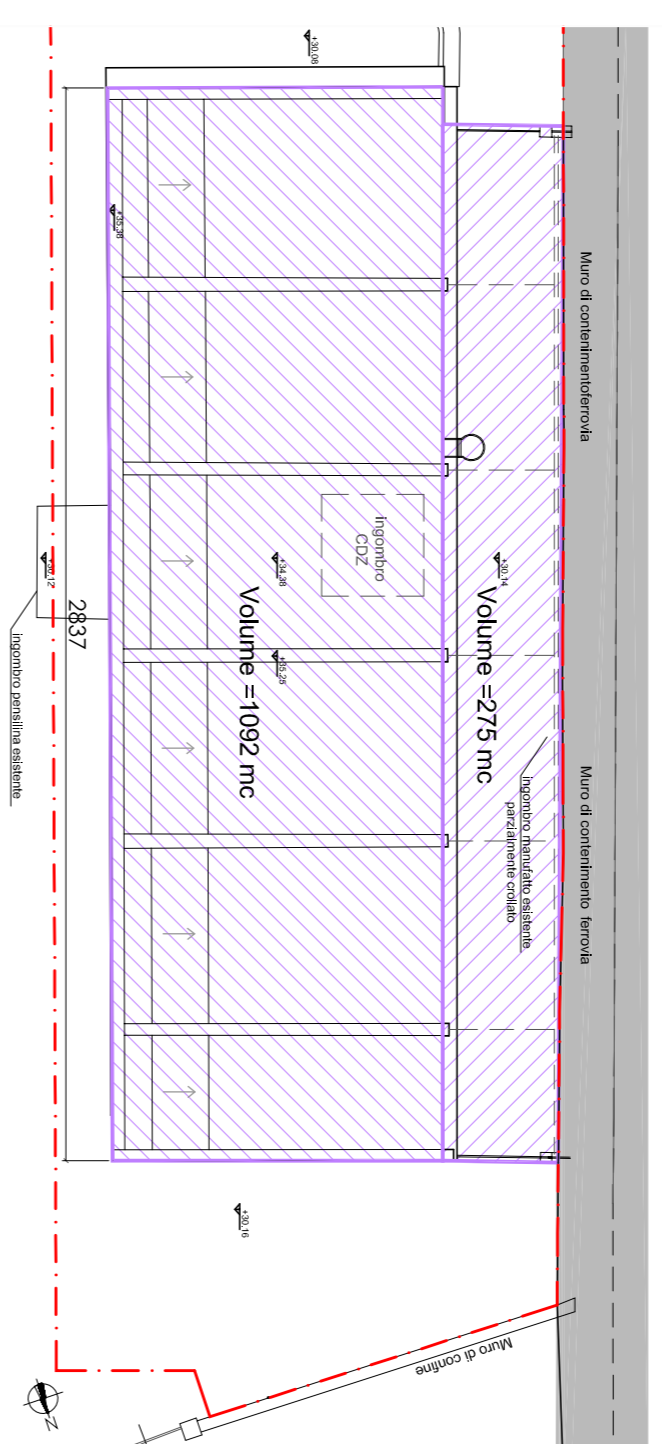 +30.08
Muro di contenimentoferrovia
+35.38
ingombro
CDZ
+30.14
+34.38
+30.12
Volume =275 mc
Volume =1092 mc
2837
+35.25
ingombro pensilina esistente
ingombro manufatto esistente
parzialmente crollato
Muro di contenimento ferrovia
+30.16
Muro di confine
Z